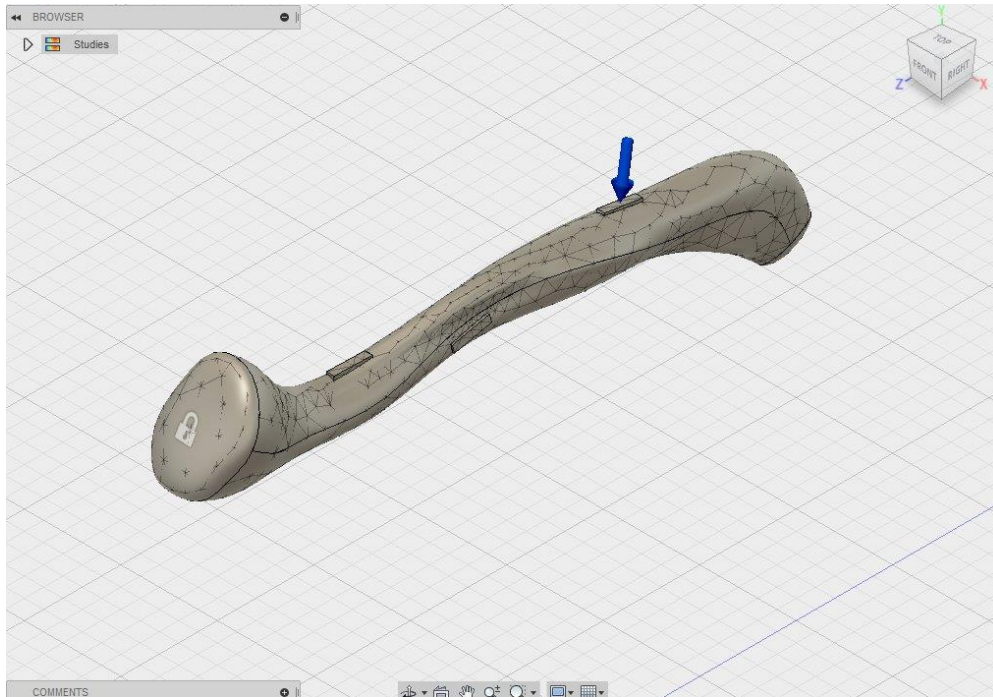 BROWSER
Studies
Y
TOP
FRONT
RIGHT
Z
X
COMMENTS